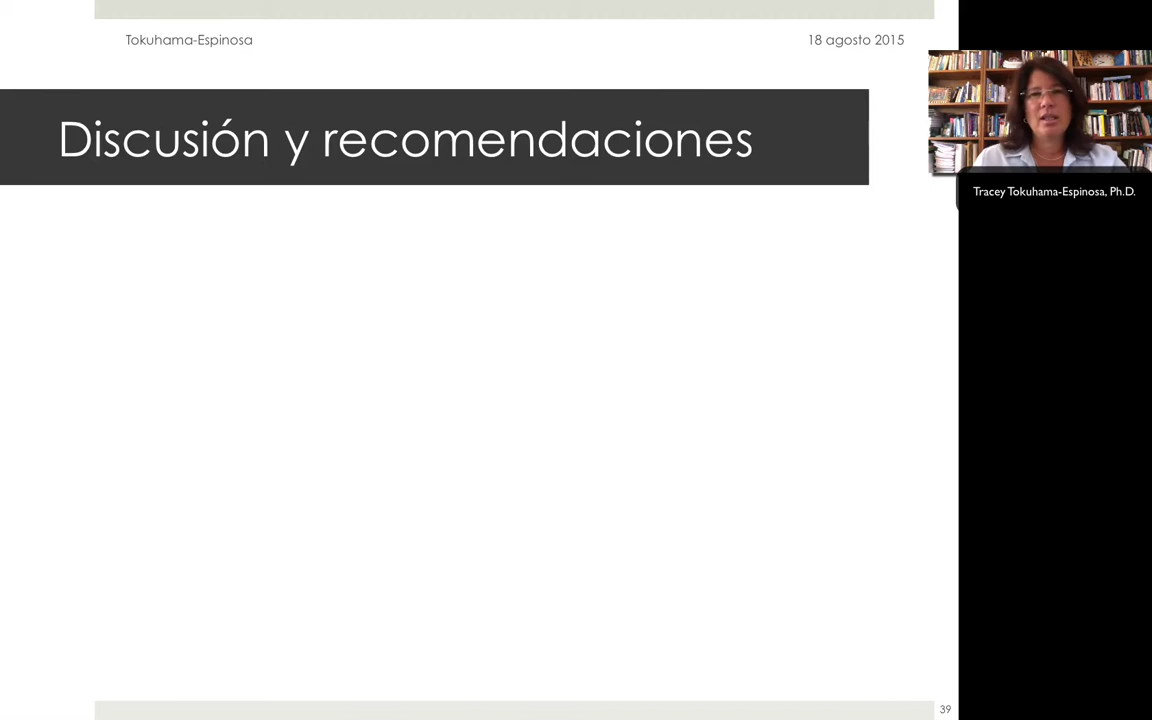 Tokuhama-Espinosa
18 agosto 2015
Discusión y recomendaciones
Tracey Tokuhama-Espinosa, Ph.D.
39